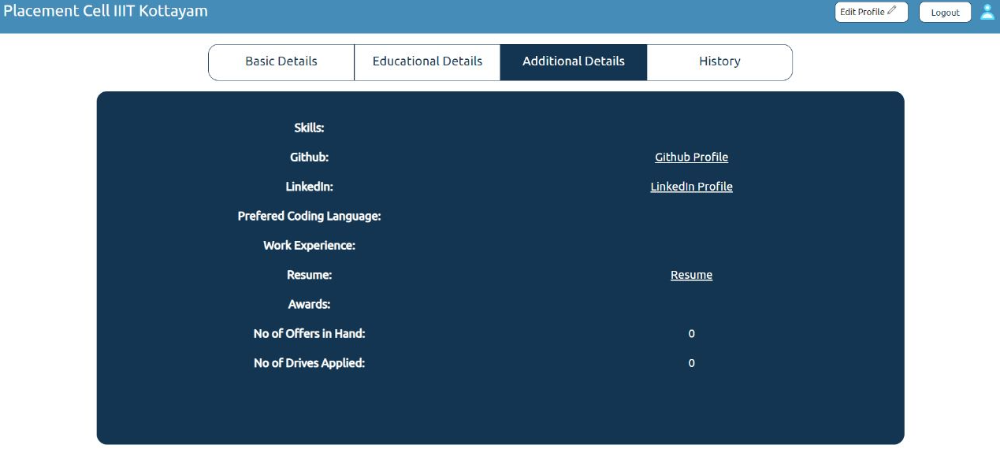 Placement Cell IIIT Kottayam
Edit Profile
Logout
Basic Details
Educational Details
Additional Details
History
Skills:
Github: Github Profile
LinkedIn: LinkedIn Profile
Prefered Coding Language:
Work Experience:
Resume: Resume
Awards:
No of Offers in Hand: 0
No of Drives Applied: 0